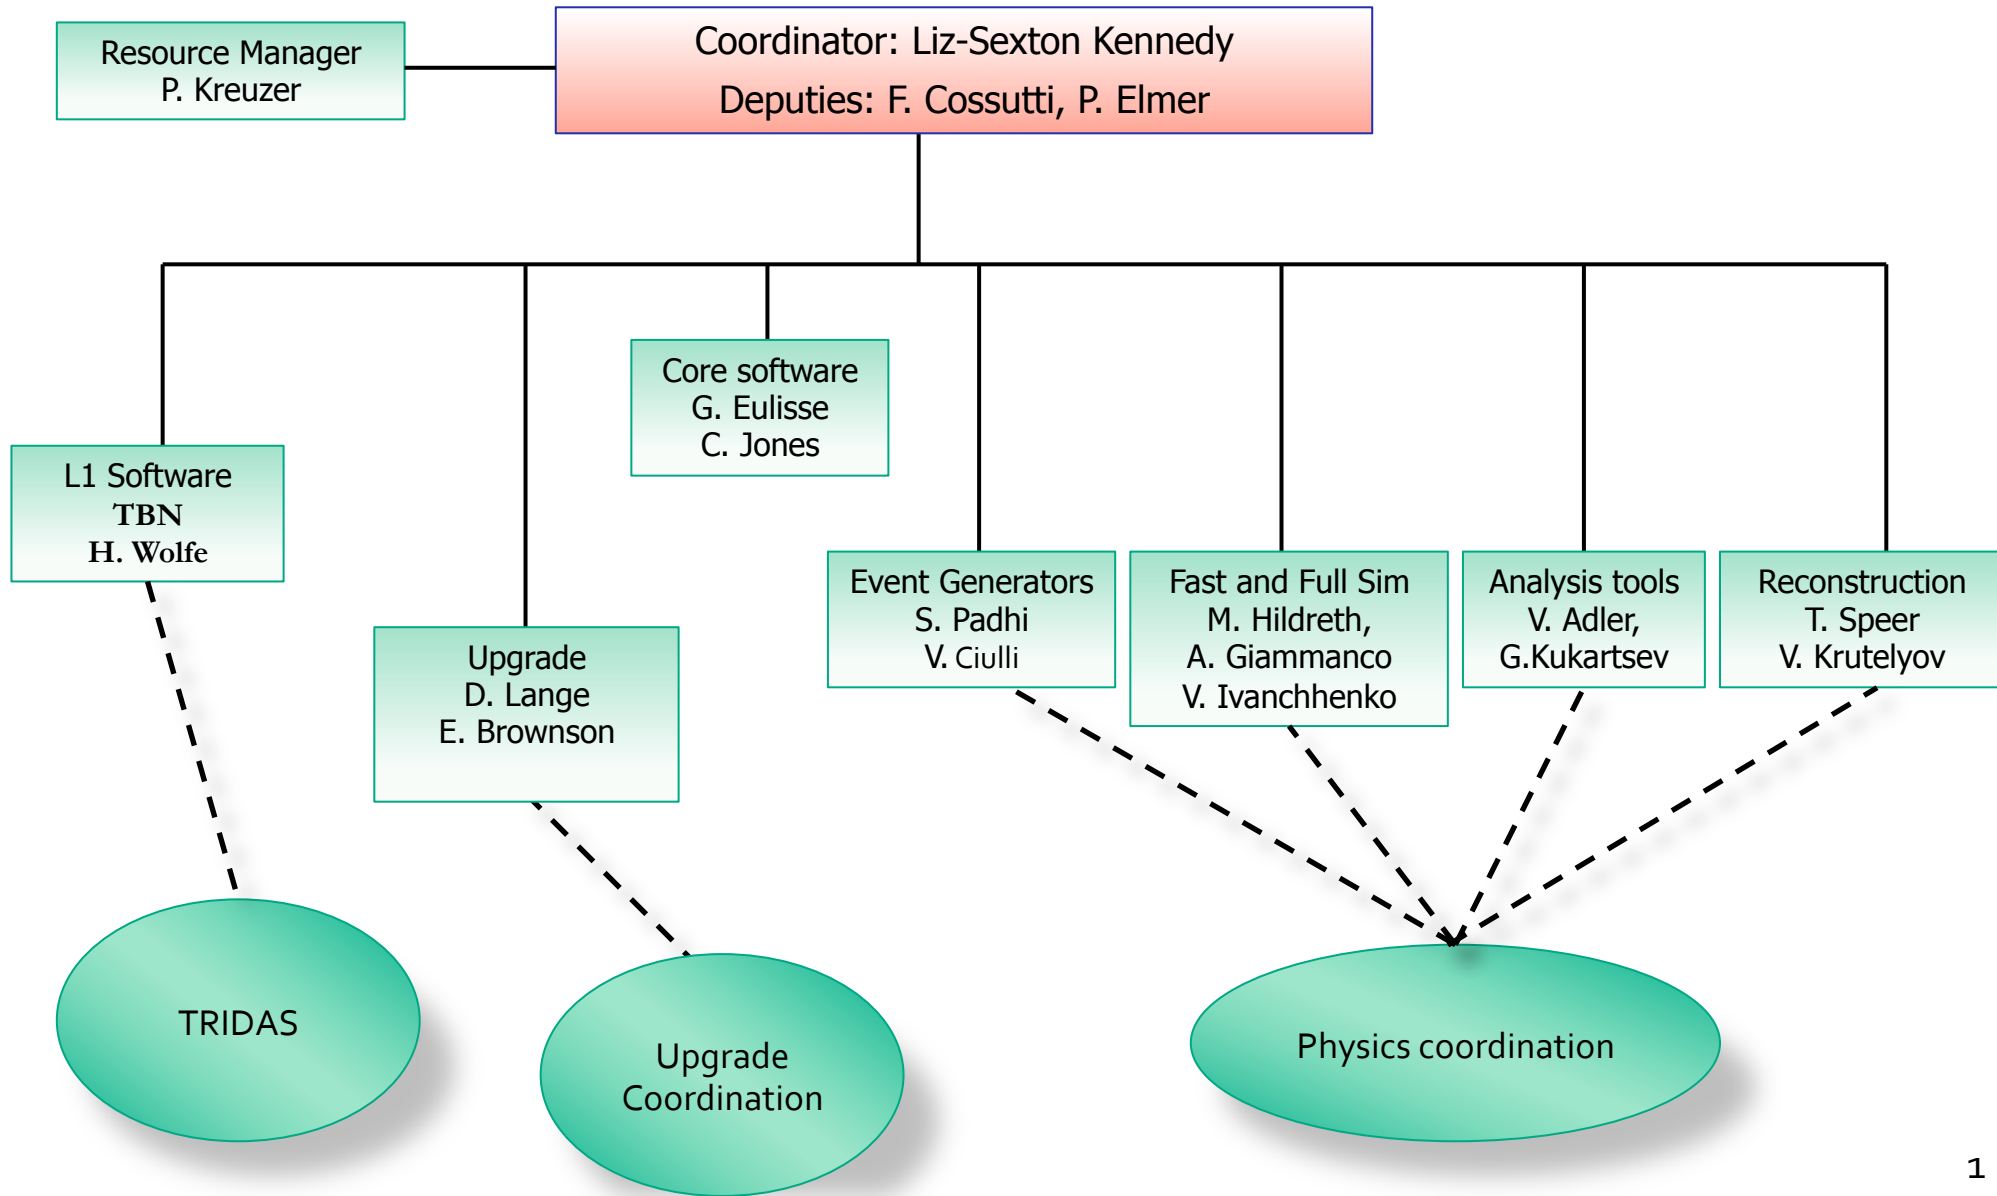 Resource Manager
P. Kreuzer
Coordinator: Liz-Sexton Kennedy
Deputies: F. Cossutti, P. Elmer
Core software
G. Eulisse
C. Jones
L1 Software
TBN
H. Wolfe
Upgrade
D. Lange
E. Brownson
Event Generators
S. Padhi
V. Ciulli
Fast and Full Sim
M. Hildreth,
A. Giammanco
V. Ivanchhenko
Analysis tools
V. Adler,
G.Kukartsev
Reconstruction
T. Speer
V. Krutelyov
TRIDAS
Upgrade
Coordination
Physics coordination
1